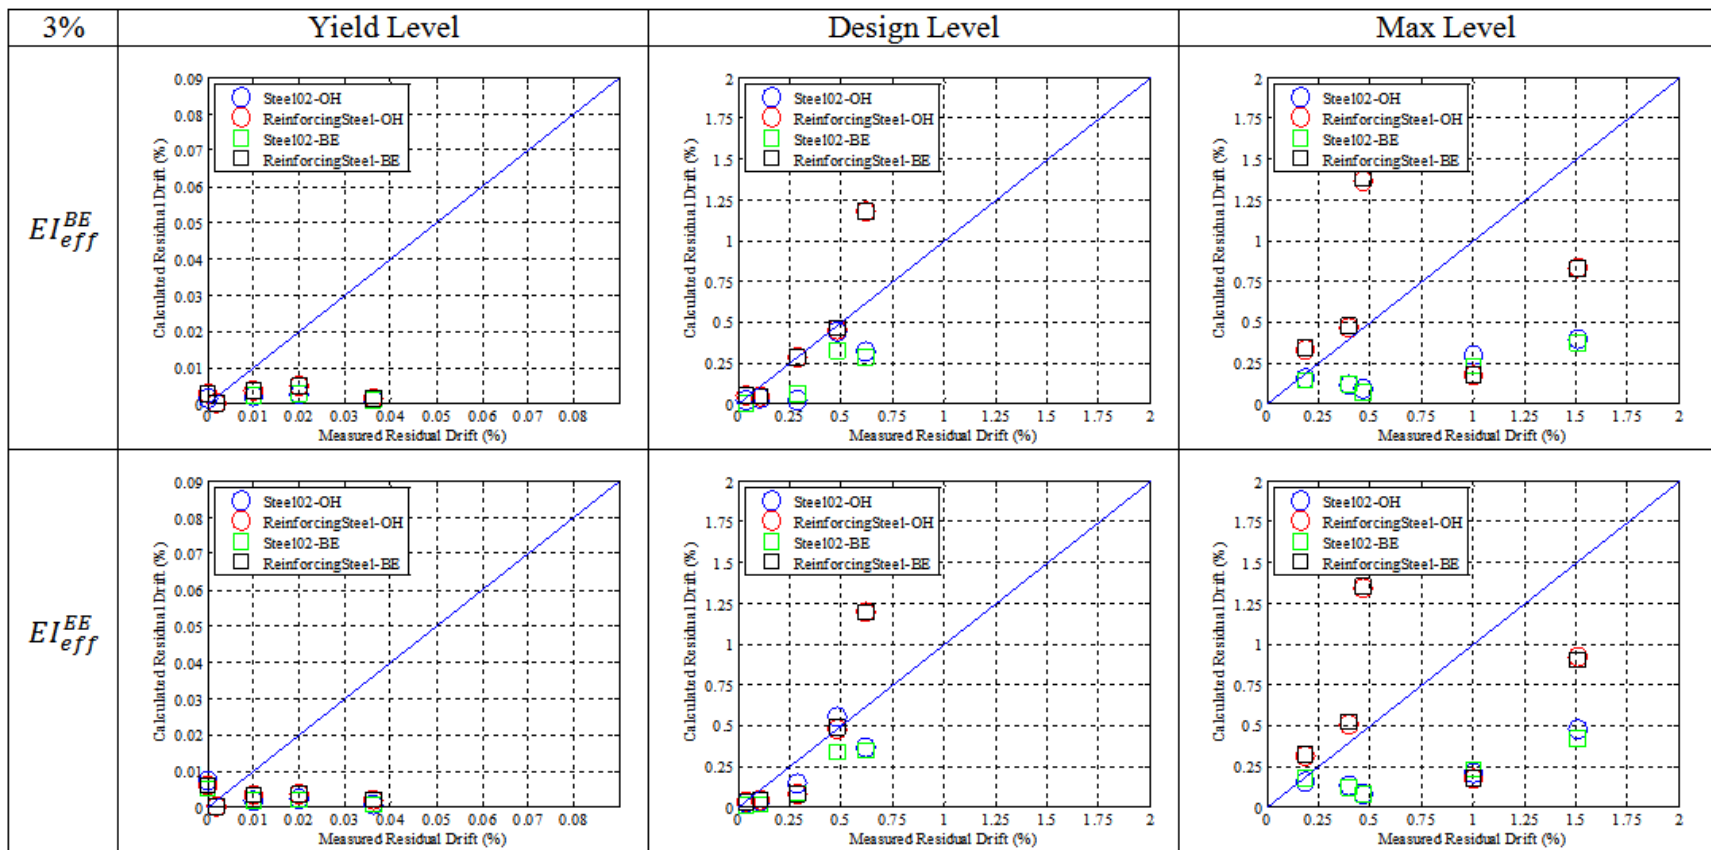 3%
Yield Level
Design Level
Max Level
EI_eff^BE
0.09
0.08
0.07
0.06
0.05
0.04
0.03
0.02
0.01
0
Calculated Residual Drift (%)
Steel02-OH
ReinforcingSteel-OH
Steel02-BE
ReinforcingSteel-BE
0 0.01 0.02 0.03 0.04 0.05 0.06 0.07 0.08
Measured Residual Drift (%)
2
1.75
1.5
1.25
1
0.75
0.5
0.25
0
Calculated Residual Drift (%)
Steel02-OH
ReinforcingSteel-OH
Steel02-BE
ReinforcingSteel-BE
0 0.25 0.5 0.75 1 1.25 1.5 1.75 2
Measured Residual Drift (%)
2
1.75
1.5
1.25
1
0.75
0.5
0.25
0
Calculated Residual Drift (%)
Steel02-OH
ReinforcingSteel-OH
Steel02-BE
ReinforcingSteel-BE
0 0.25 0.5 0.75 1 1.25 1.5 1.75 2
Measured Residual Drift (%)
EI_eff^EE
0.09
0.08
0.07
0.06
0.05
0.04
0.03
0.02
0.01
0
Calculated Residual Drift (%)
Steel02-OH
ReinforcingSteel-OH
Steel02-BE
ReinforcingSteel-BE
0 0.01 0.02 0.03 0.04 0.05 0.06 0.07 0.08
Measured Residual Drift (%)
2
1.75
1.5
1.25
1
0.75
0.5
0.25
0
Calculated Residual Drift (%)
Steel02-OH
ReinforcingSteel-OH
Steel02-BE
ReinforcingSteel-BE
0 0.25 0.5 0.75 1 1.25 1.5 1.75 2
Measured Residual Drift (%)
2
1.75
1.5
1.25
1
0.75
0.5
0.25
0
Calculated Residual Drift (%)
Steel02-OH
ReinforcingSteel-OH
Steel02-BE
ReinforcingSteel-BE
0 0.25 0.5 0.75 1 1.25 1.5 1.75 2
Measured Residual Drift (%)